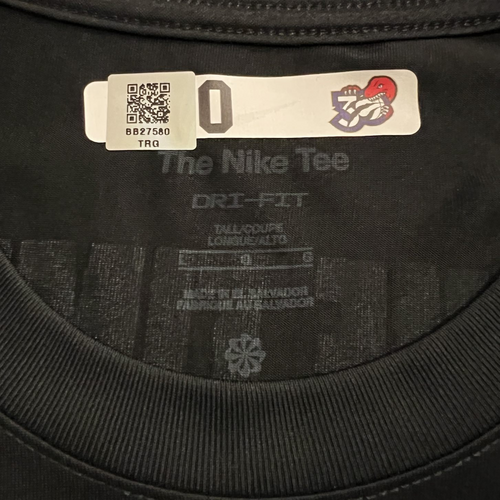 0
30
BB27580
TRG
The Nike Tee
DRI-FIT
TALL/COUPE
LONGUE/ALTO
L G
MADE IN EL SALVADOR
FABRIQUÉ AU SALVADOR